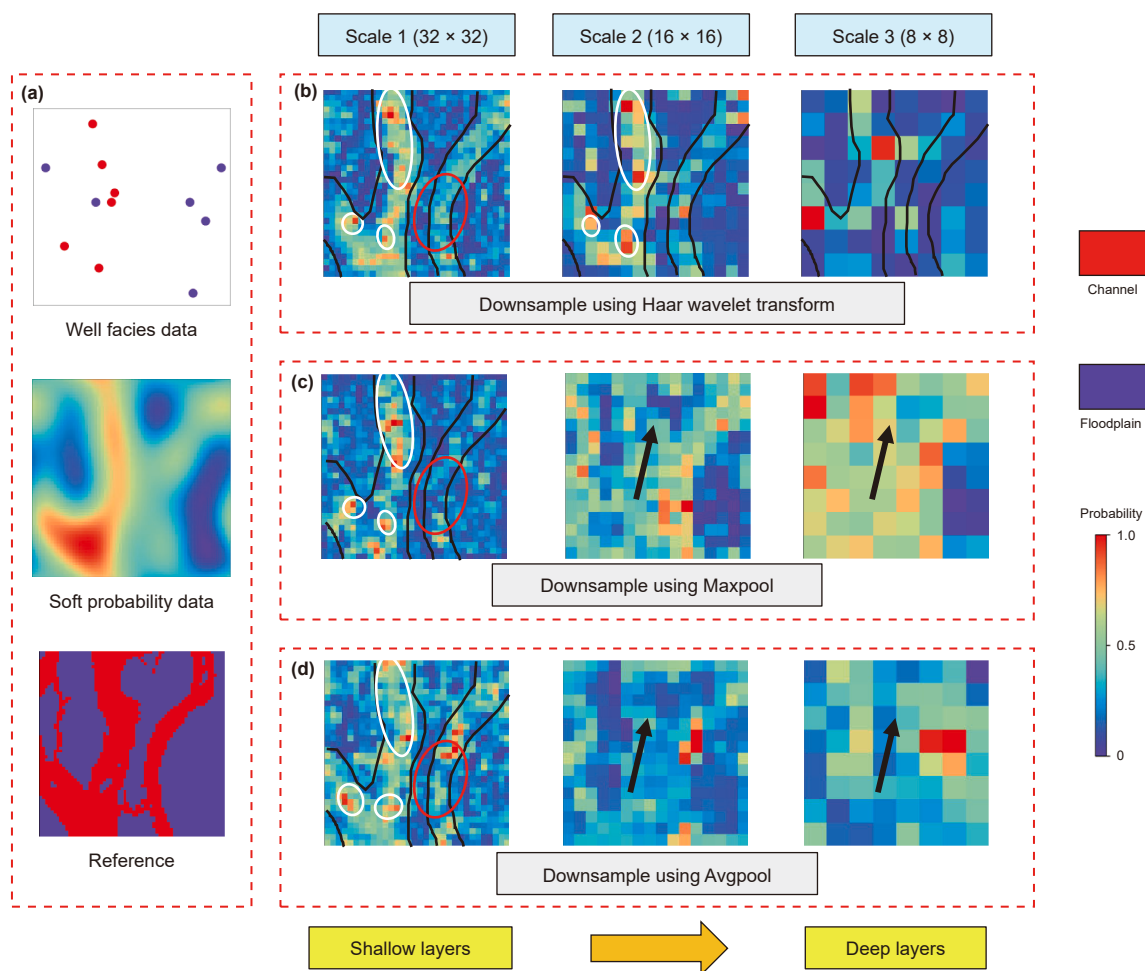 Scale 1 (32 × 32)
Scale 2 (16 × 16)
Scale 3 (8 × 8)
(a)
Well facies data
Soft probability data
Reference
(b)
Downsample using Haar wavelet transform
(c)
Downsample using Maxpool
(d)
Downsample using Avgpool
Channel
Floodplain
Probability
1.0
0.5
0
Shallow layers
Deep layers